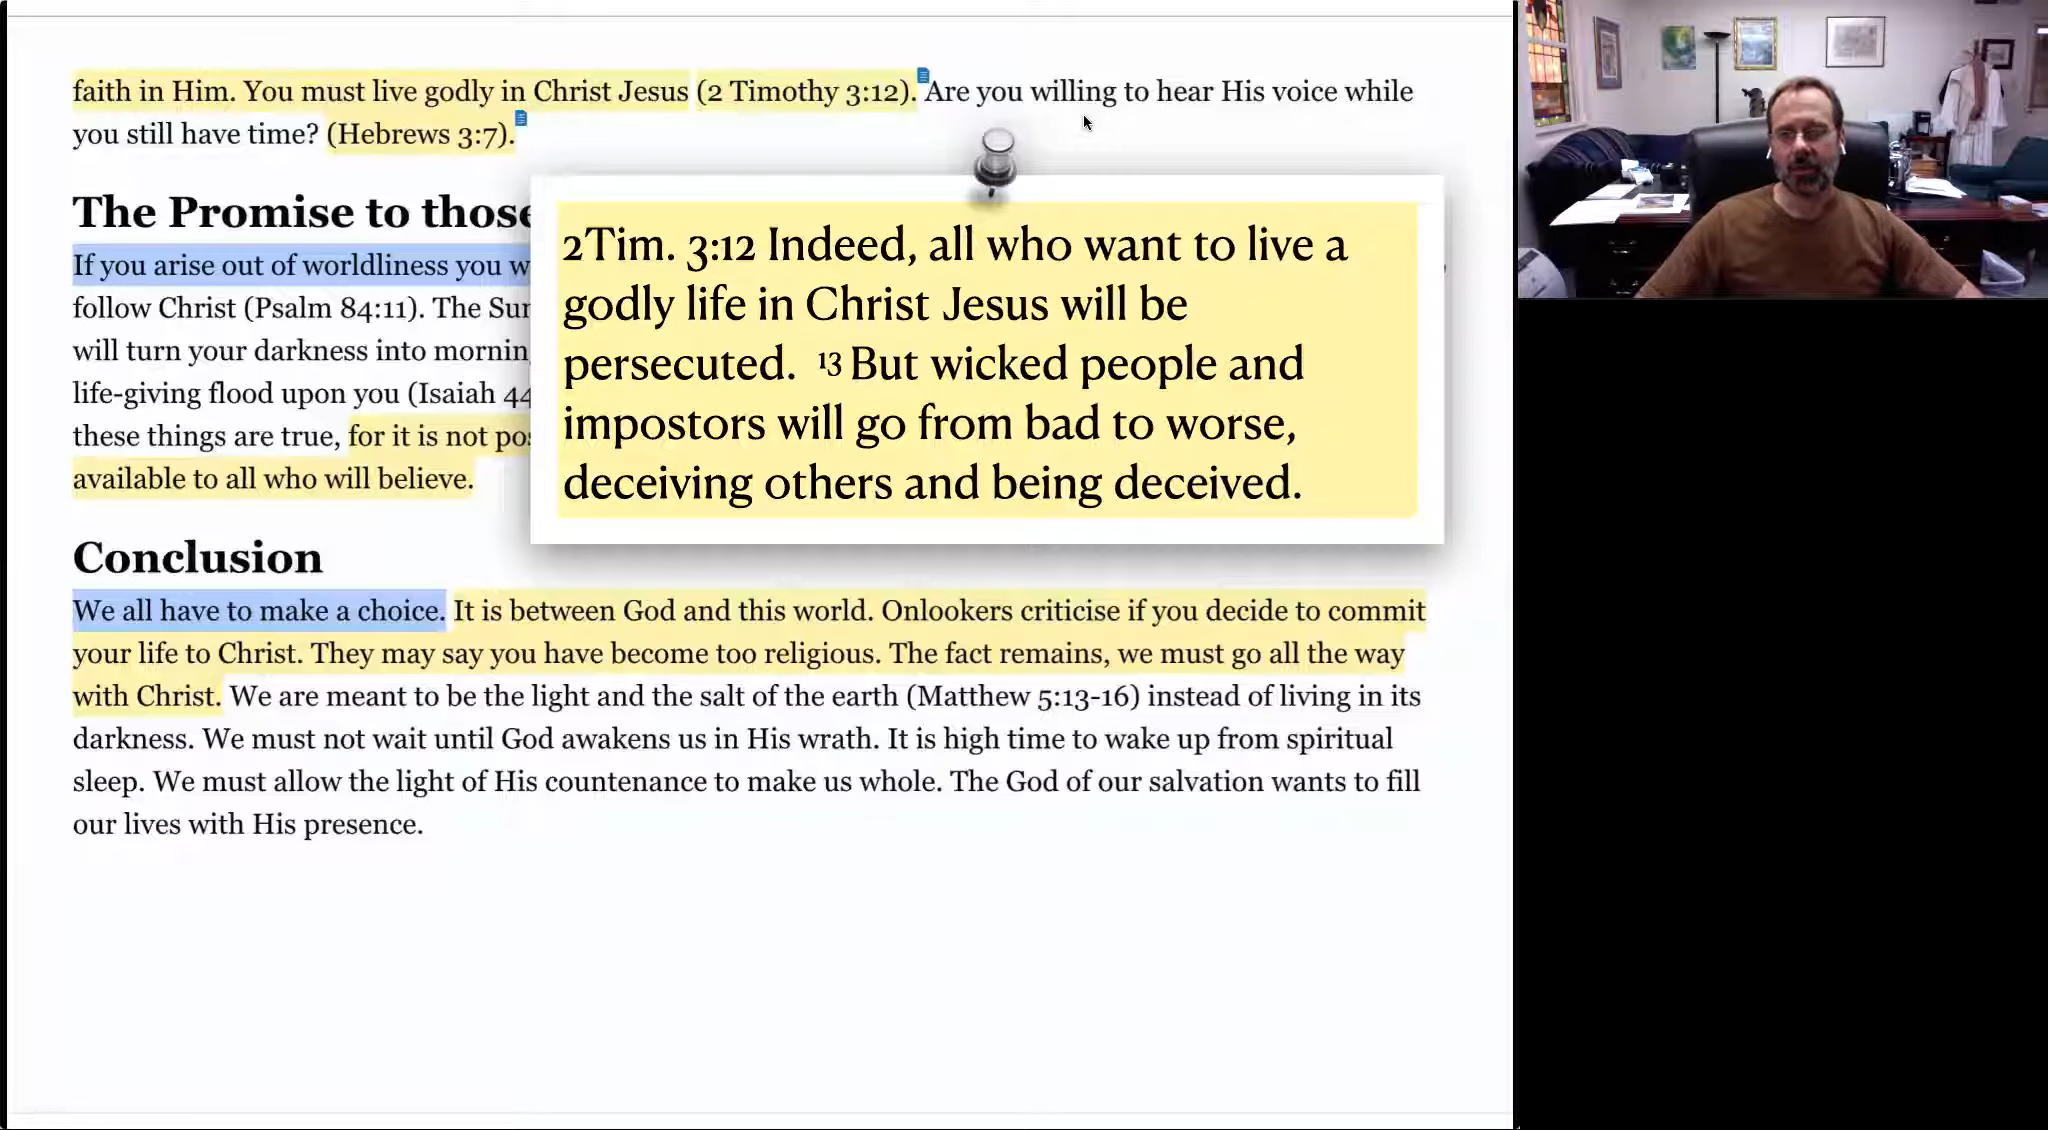 faith in Him. You must live godly in Christ Jesus (2 Timothy 3:12). Are you willing to hear His voice while
you still have time? (Hebrews 3:7).
The Promise to those
If you arise out of worldliness you w
follow Christ (Psalm 84:11). The Sun
will turn your darkness into mornin
life-giving flood upon you (Isaiah 44
these things are true, for it is not pos
available to all who will believe.
2Tim. 3:12 Indeed, all who want to live a
godly life in Christ Jesus will be
persecuted. 13 But wicked people and
impostors will go from bad to worse,
deceiving others and being deceived.
Conclusion
We all have to make a choice. It is between God and this world. Onlookers criticise if you decide to commit
your life to Christ. They may say you have become too religious. The fact remains, we must go all the way
with Christ. We are meant to be the light and the salt of the earth (Matthew 5:13-16) instead of living in its
darkness. We must not wait until God awakens us in His wrath. It is high time to wake up from spiritual
sleep. We must allow the light of His countenance to make us whole. The God of our salvation wants to fill
our lives with His presence.